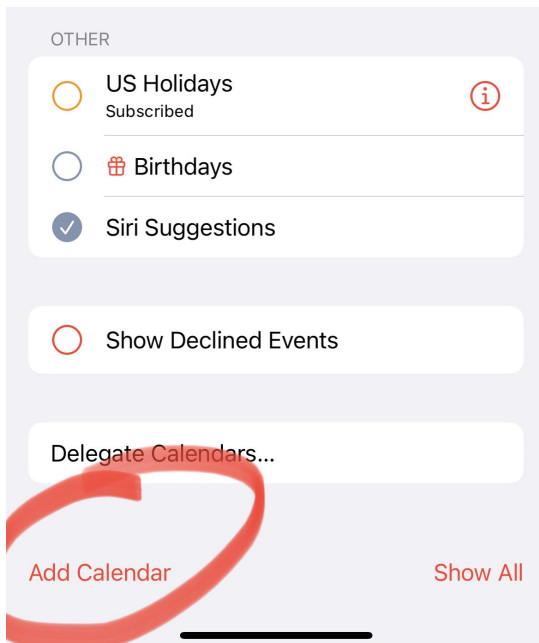 OTHER
US Holidays
Subscribed
Birthdays
Siri Suggestions
Show Declined Events
Delegate Calendars...
Add Calendar
Show All